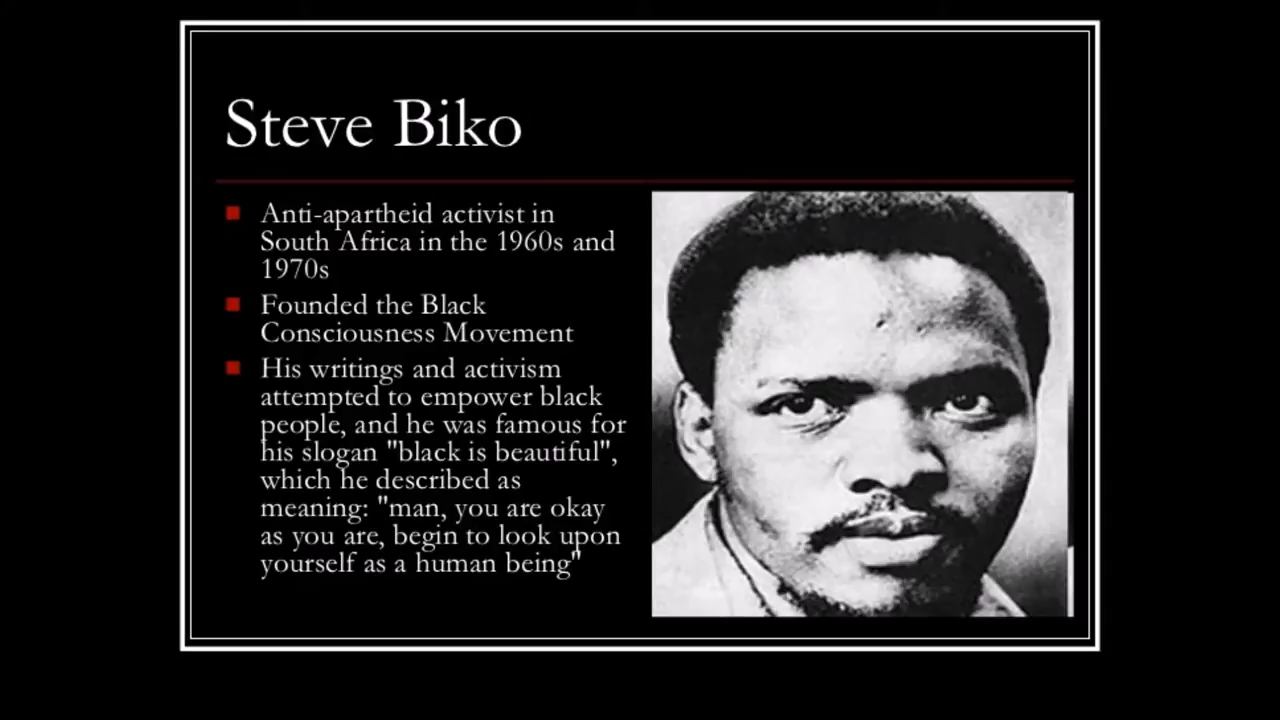 Steve Biko
Anti-apartheid activist in
South Africa in the 1960s and
1970s
Founded the Black
Consciousness Movement
His writings and activism
attempted to empower black
people, and he was famous for
his slogan "black is beautiful",
which he described as
meaning: "man, you are okay
as you are, begin to look upon
yourself as a human being"